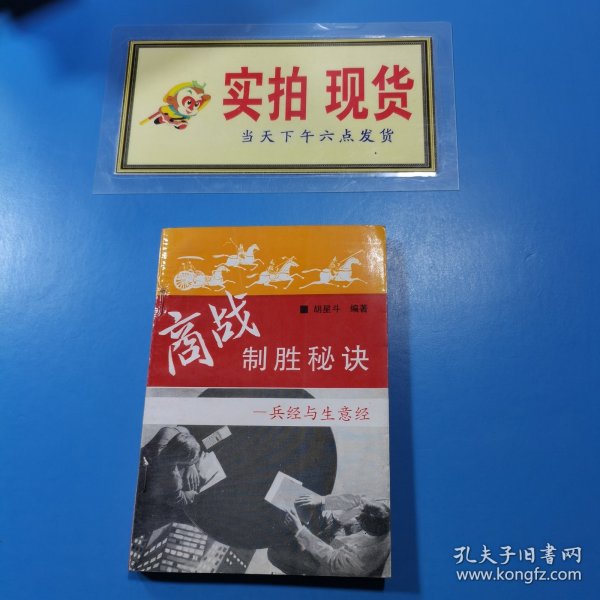 实拍 现货
当天下午六点发货
■ 胡星斗 编著
商战
制胜秘诀
—兵经与生意经
孔夫子旧书网
www.kongfz.com